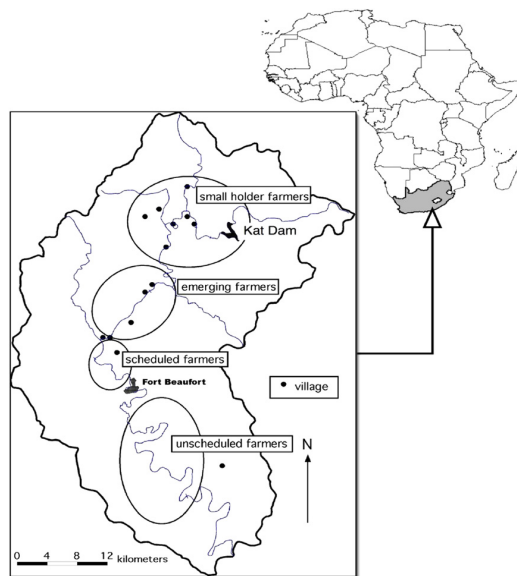 small holder farmers
Kat Dam
emerging farmers
scheduled farmers
Fort Beaufort
village
unscheduled farmers
N
0 4 8 12 kilometers